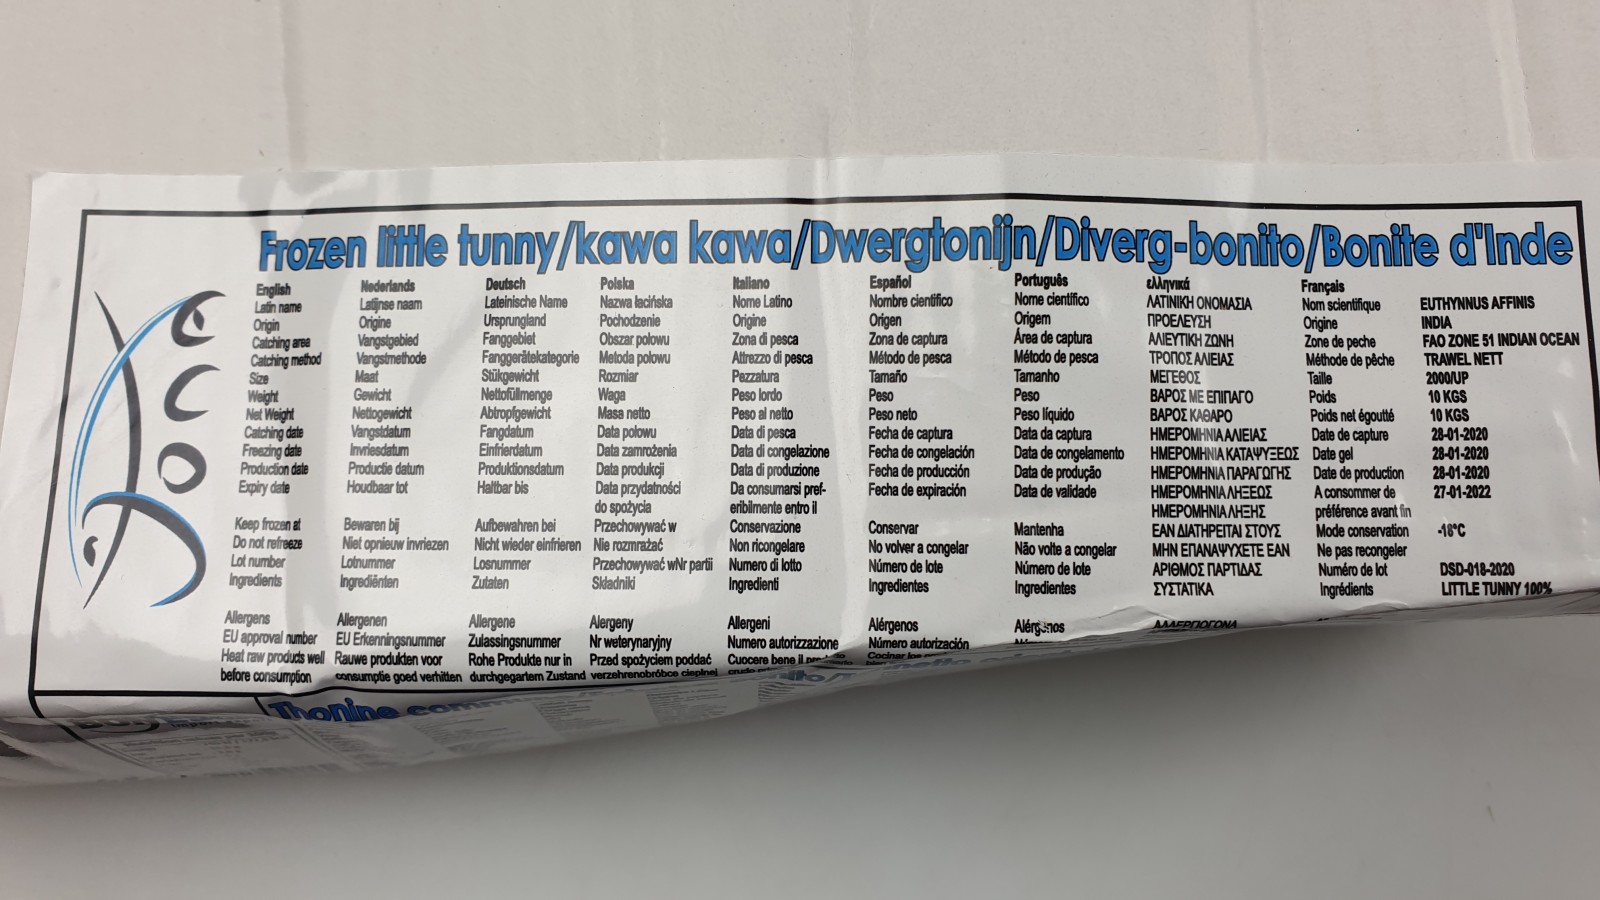 Frozen little tunny/kawa kawa/Dwergtonijn/Diverg-bonito/Bonite d'Inde
English Nederlands Deutsch Polska Italiano Español Português ελληνικά Français
Latin name Latijnse naam Lateinische Name Nazwa łacińska Nome Latino Nombre cientifico Nome científico ΛΑΤΙΝΙΚΗ ΟΝΟΜΑΣΙΑ Nom scientifique EUTHYNNUS AFFINIS
Origin Origine Ursprungland Pochodzenie Origine Origen Origem ΠΡΟΕΛΕΥΣΗ Origine INDIA
Catching area Vangstgebied Fanggebiet Obszar polowu Zona di pesca Zona de captura Área de captura ΑΛΙΕΥΤΙΚΗ ΖΩΝΗ Zone de peche FAO ZONE 51 INDIAN OCEAN
Catching method Vangstmethode Fanggerätekategorie Metoda polowu Attrezzo di pesca Método de pesca Método de pesca ΤΡΟΠΟΣ ΑΛΙΕΙΑΣ Méthode de pêche TRAWEL NETT
Size Maat Stükgewicht Rozmiar Pezzatura Tamaño Tamanho ΜΕΓΕΘΟΣ Taille 2000/UP
Weight Gewicht Nettofüllmenge Waga Peso lordo Peso Peso ΒΑΡΟΣ ΜΕ ΕΠΙΠΑΓΟ Poids 10 KGS
Net Weight Nettogewicht Abtropfgewicht Masa netto Peso al netto Peso neto Peso líquido ΒΑΡΟΣ ΚΑΘΑΡΟ Poids net égoutté 10 KGS
Catching date Vangstdatum Fangdatum Data polowu Data di pesca Fecha de captura Data da captura ΗΜΕΡΟΜΗΝΙΑ ΑΛΙΕΙΑΣ Date de capture 28-01-2020
Freezing date Invriesdatum Einfrierdatum Data zamrożenia Data di congelazione Fecha de congelación Data de congelamento ΗΜΕΡΟΜΗΝΙΑ ΚΑΤΑΨΥΞΕΩΣ Date gel 28-01-2020
Production date Productie datum Produktionsdatum Data produkcji Data di produzione Fecha de producción Data de produção ΗΜΕΡΟΜΗΝΙΑ ΠΑΡΑΓΩΓΗΣ Date de production 28-01-2020
Expiry date Houdbaar tot Haltbar bis Data przydatności Da consumarsi pref- Fecha de expiración Data de validade ΗΜΕΡΟΜΗΝΙΑ ΛΗΞΕΩΣ A consommer de 27-01-2022
do spożycia eribilmente entro il ΗΜΕΡΟΜΗΝΙΑ ΛΗΞΗΣ préférence avant fin
Keep frozen at Bewaren bij Aufbewahren bei Przechowywać w Conservazione Conservar Mantenha ΕΑΝ ΔΙΑΤΗΡΕΙΤΑΙ ΣΤΟΥΣ Mode conservation -18°C
Do not refreeze Niet opnieuw invriezen Nicht wieder einfrieren Nie rozmrażać Non ricongelare No volver a congelar Não volte a congelar ΜΗΝ ΕΠΑΝΑΨΥΧΕΤΕ ΕΑΝ Ne pas recongeler
Lot number Lotnummer Losnummer Przechowywać wNr partii Numero di lotto Número de lote Número de lote ΑΡΙΘΜΟΣ ΠΑΡΤΙΔΑΣ Numéro de lot DSD-018-2020
Ingredients Ingrediënten Zutaten Składniki Ingredienti Ingredientes Ingredientes ΣΥΣΤΑΤΙΚΑ Ingrédients LITTLE TUNNY 100%
Allergens Allergenen Allergene Alergeny Allergeni Alérgenos Alérgenos ΑΛΛΕΡΓΙΟΓΟΝΑ
EU approval number EU Erkenningsnummer Zulassingsnummer Nr weterynaryjny Numero autorizzazione Número autorización
Heat raw products well Rauwe produkten voor Rohe Produkte nur in Przed spożyciem poddać Cuocere bene il Cocinar los
before consumption consumptie goed verhitten durchgegartem Zustand verzehrenobróbce cieplnej crudo
Thonine